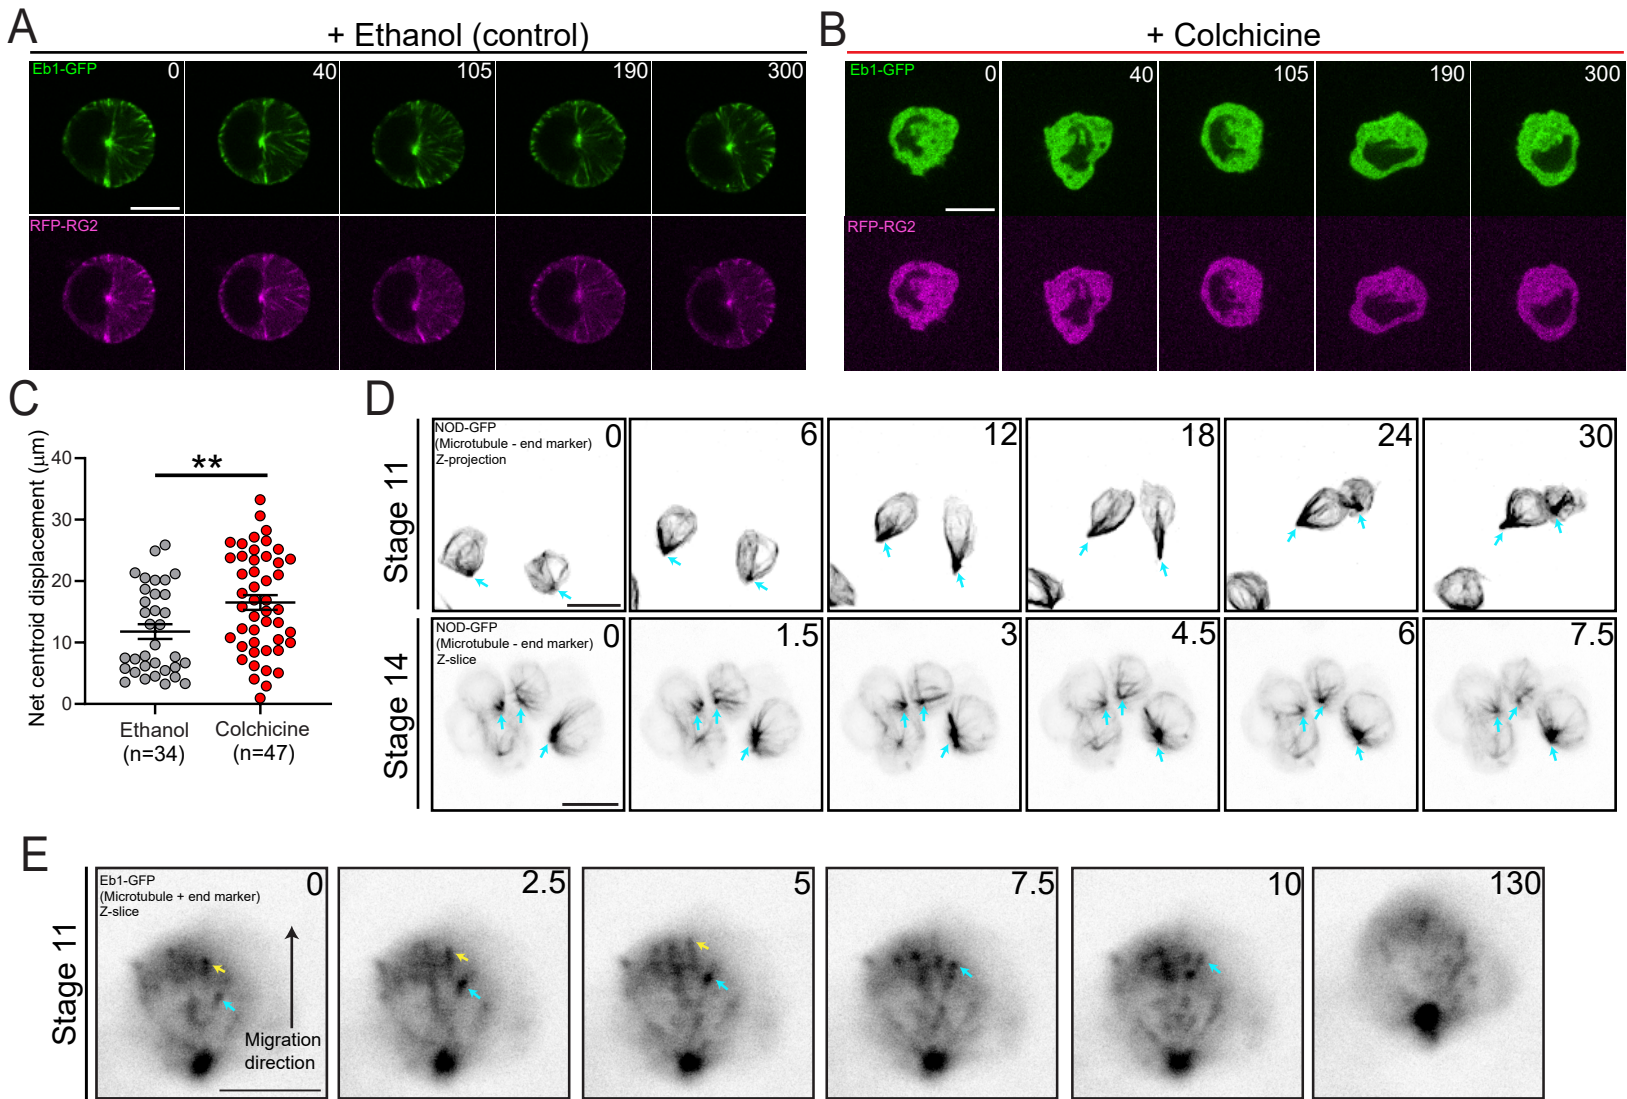 A
+ Ethanol (control)
Eb1-GFP
0
40
105
190
300
RFP-RG2
B
+ Colchicine
Eb1-GFP
0
40
105
190
300
RFP-RG2
C
Net centroid displacement (μm)
40
30
20
10
0
**
Ethanol
(n=34)
Colchicine
(n=47)
D
Stage 11
NOD-GFP
(Microtubule - end marker)
Z-projection
0
6
12
18
24
30
Stage 14
NOD-GFP
(Microtubule - end marker)
Z-slice
0
1.5
3
4.5
6
7.5
E
Stage 11
Eb1-GFP
(Microtubule + end marker)
Z-slice
0
Migration
direction
2.5
5
7.5
10
130